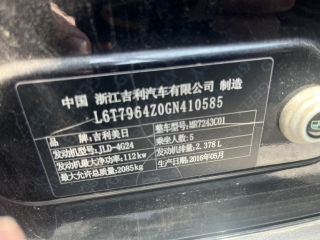 中国 浙江吉利汽车有限公司 制造
L6T7964Z0GN410585
品 牌:吉利美日 整车型号:MR7243C01
发动机型号:JLD-4G24 乘坐人数:5
发动机最大净功率:112kw 发动机排量:2.378L
最大允许总质量:2085kg 生产日期:2016年05月